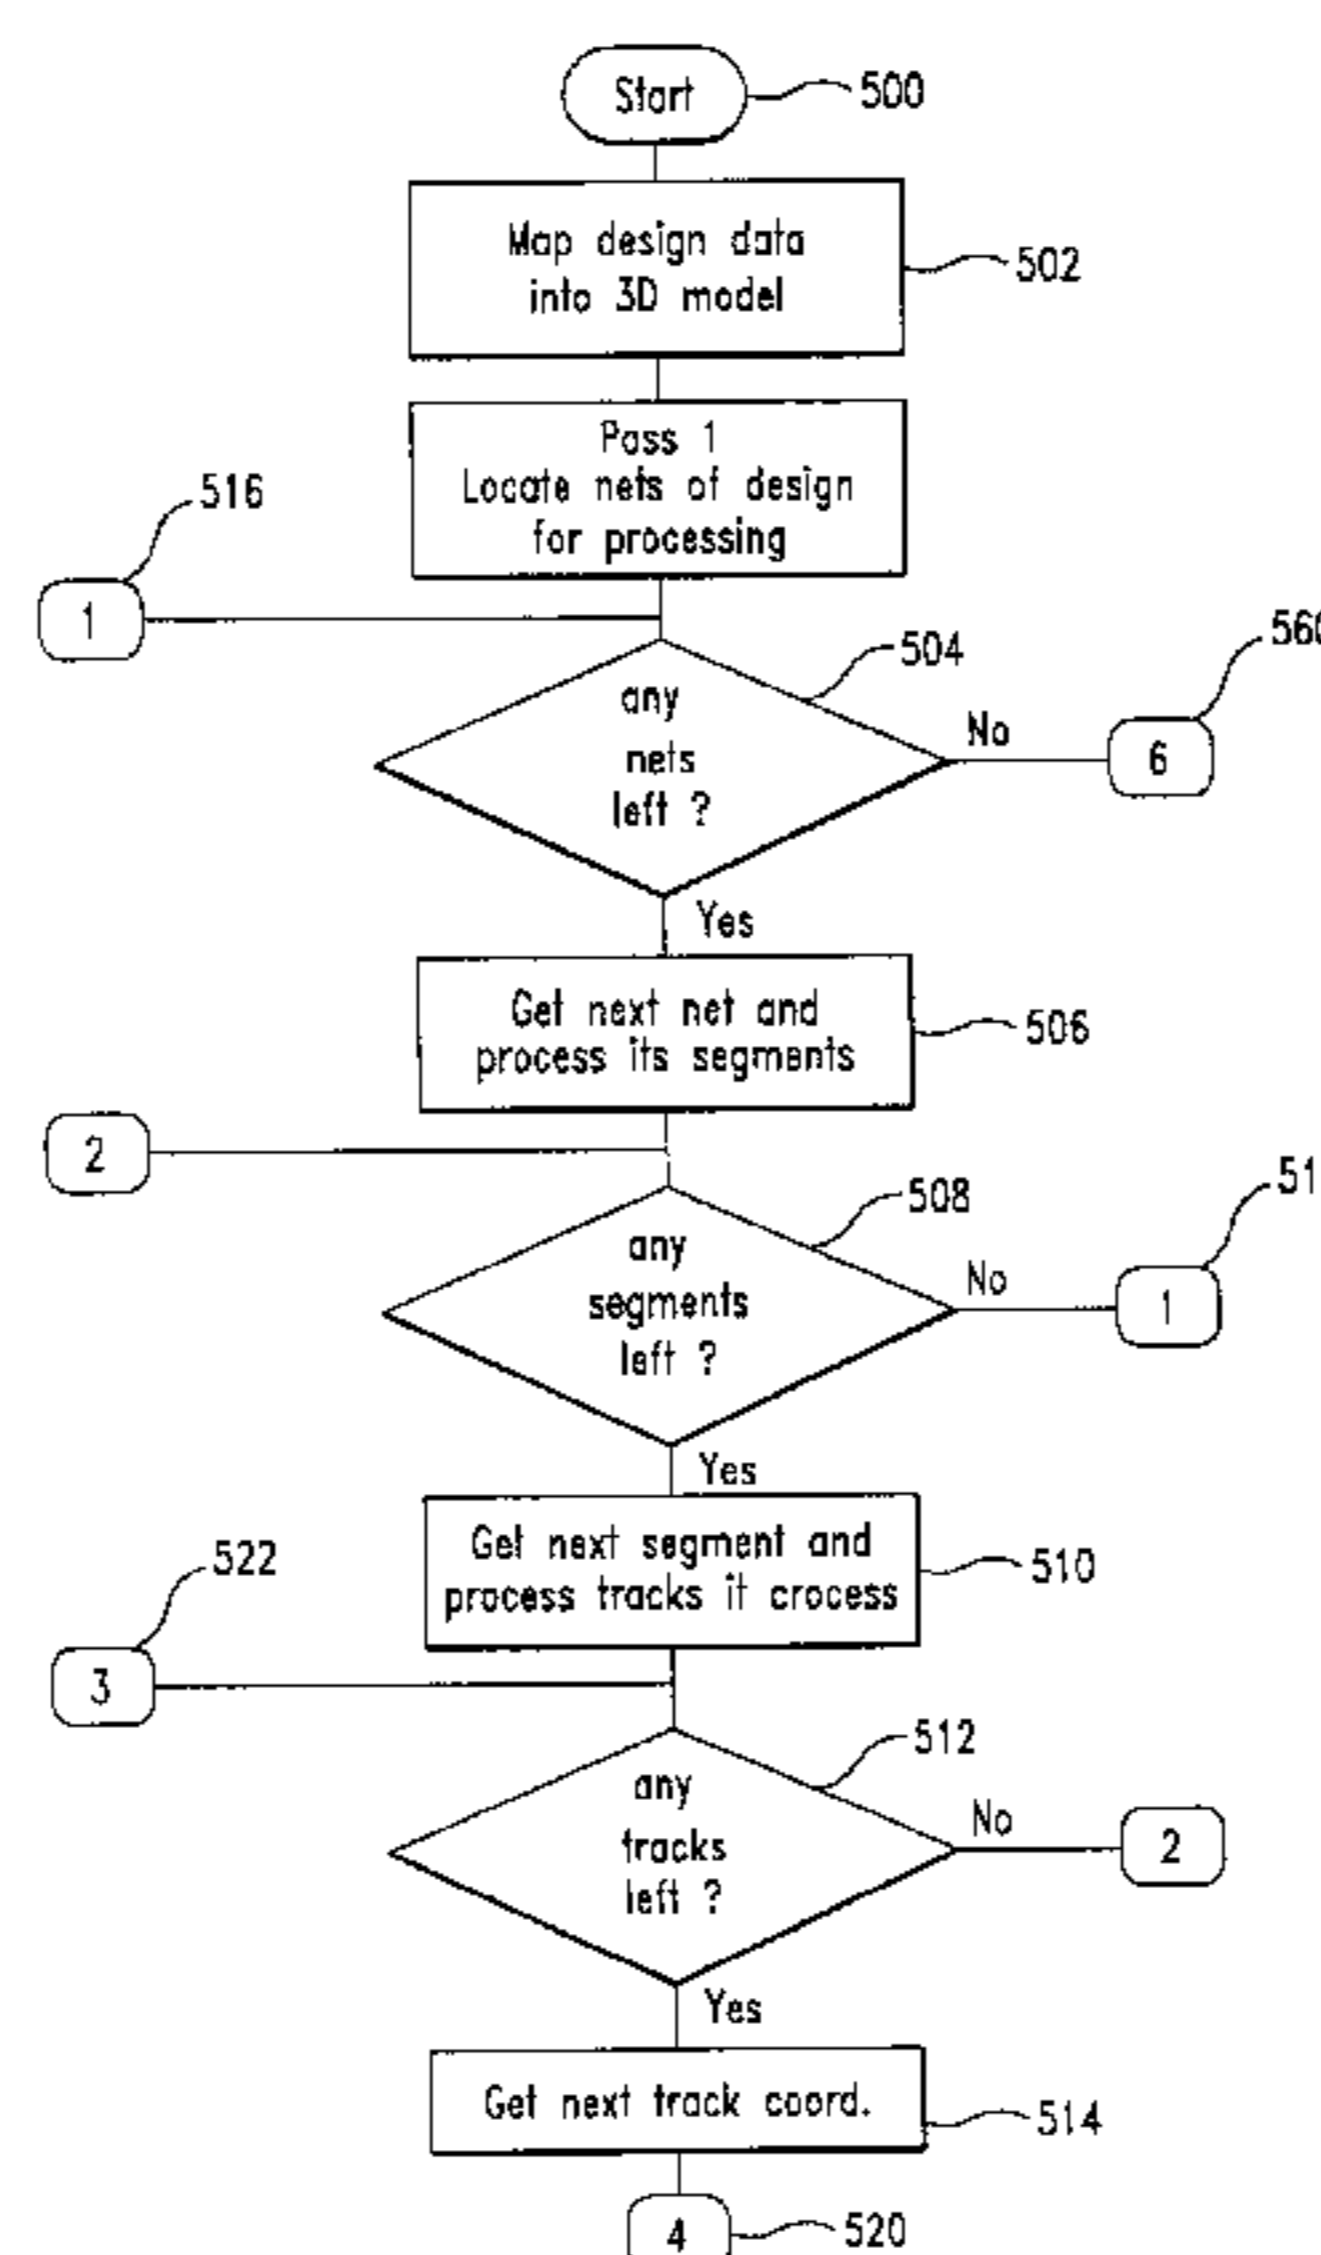 Start
500
Map design data
into 3D model
502
Pass 1
Locate nets of design
for processing
516
1
504
any
nets
left ?
No
560
6
Yes
Get next net and
process its segments
506
2
508
any
segments
left ?
No
51
1
Yes
Get next segment and
process tracks it crocess
510
522
3
512
any
tracks
left ?
No
2
Yes
Get next track coord.
514
4
520